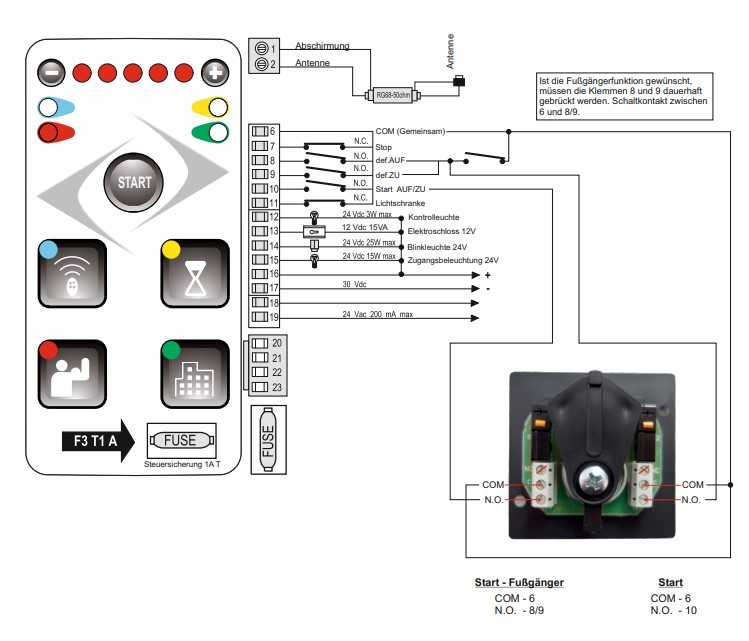 START
F3 T1 A
FUSE
Steuersicherung 1A T
1 Abschirmung
2 Antenne
Antenne
RG68-50ohm
Ist die Fußgängerfunktion gewünscht,
müssen die Klemmen 8 und 9 dauerhaft
gebrückt werden. Schaltkontakt zwischen
6 und 8/9.
6 COM (Gemeinsam)
7 N.C. Stop
8 N.O. def.AUF
9 N.O. def.ZU
10 N.O. Start AUF/ZU
11 N.C. Lichtschranke
12 24 Vdc 3W max Kontrolleuchte
13 12 Vdc 15VA Elektroschloss 12V
14 24 Vdc 25W max Blinkleuchte 24V
15 24 Vdc 15W max Zugangsbeleuchtung 24V
16 +
17 30 Vdc -
18
19 24 Vac 200 mA max
20
21
22
23
FUSE
COM
N.O.
COM
N.O.
Start - Fußgänger
COM - 6
N.O. - 8/9
Start
COM - 6
N.O. - 10